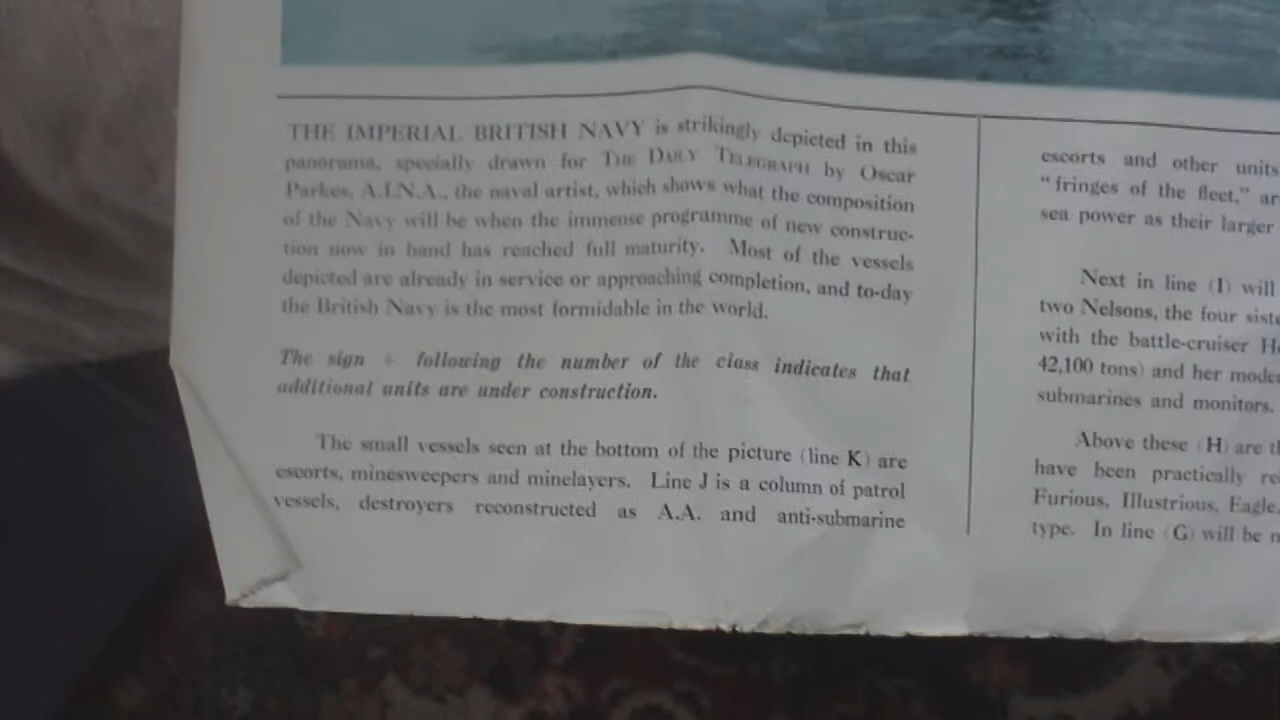 THE IMPERIAL BRITISH NAVY is strikingly depicted in this
panorama, specially drawn for THE DAILY TELEGRAPH by Oscar
Parkes, A.I.N.A., the naval artist, which shows what the composition
of the Navy will be when the immense programme of new construc-
tion now in hand has reached full maturity. Most of the vessels
depicted are already in service or approaching completion, and to-day
the British Navy is the most formidable in the world.
The sign + following the number of the class indicates that
additional units are under construction.
The small vessels seen at the bottom of the picture (line K) are
escorts, minesweepers and minelayers. Line J is a column of patrol
vessels, destroyers reconstructed as A.A. and anti-submarine
escorts and other units
"fringes of the fleet,"
sea power as their larger
Next in line (I) will
two Nelsons, the four
with the battle-cruiser
42,100 tons) and her
submarines and monitors.
Above these (H) are
have been practically
Furious, Illustrious, Eagle,
type. In line (G) will be